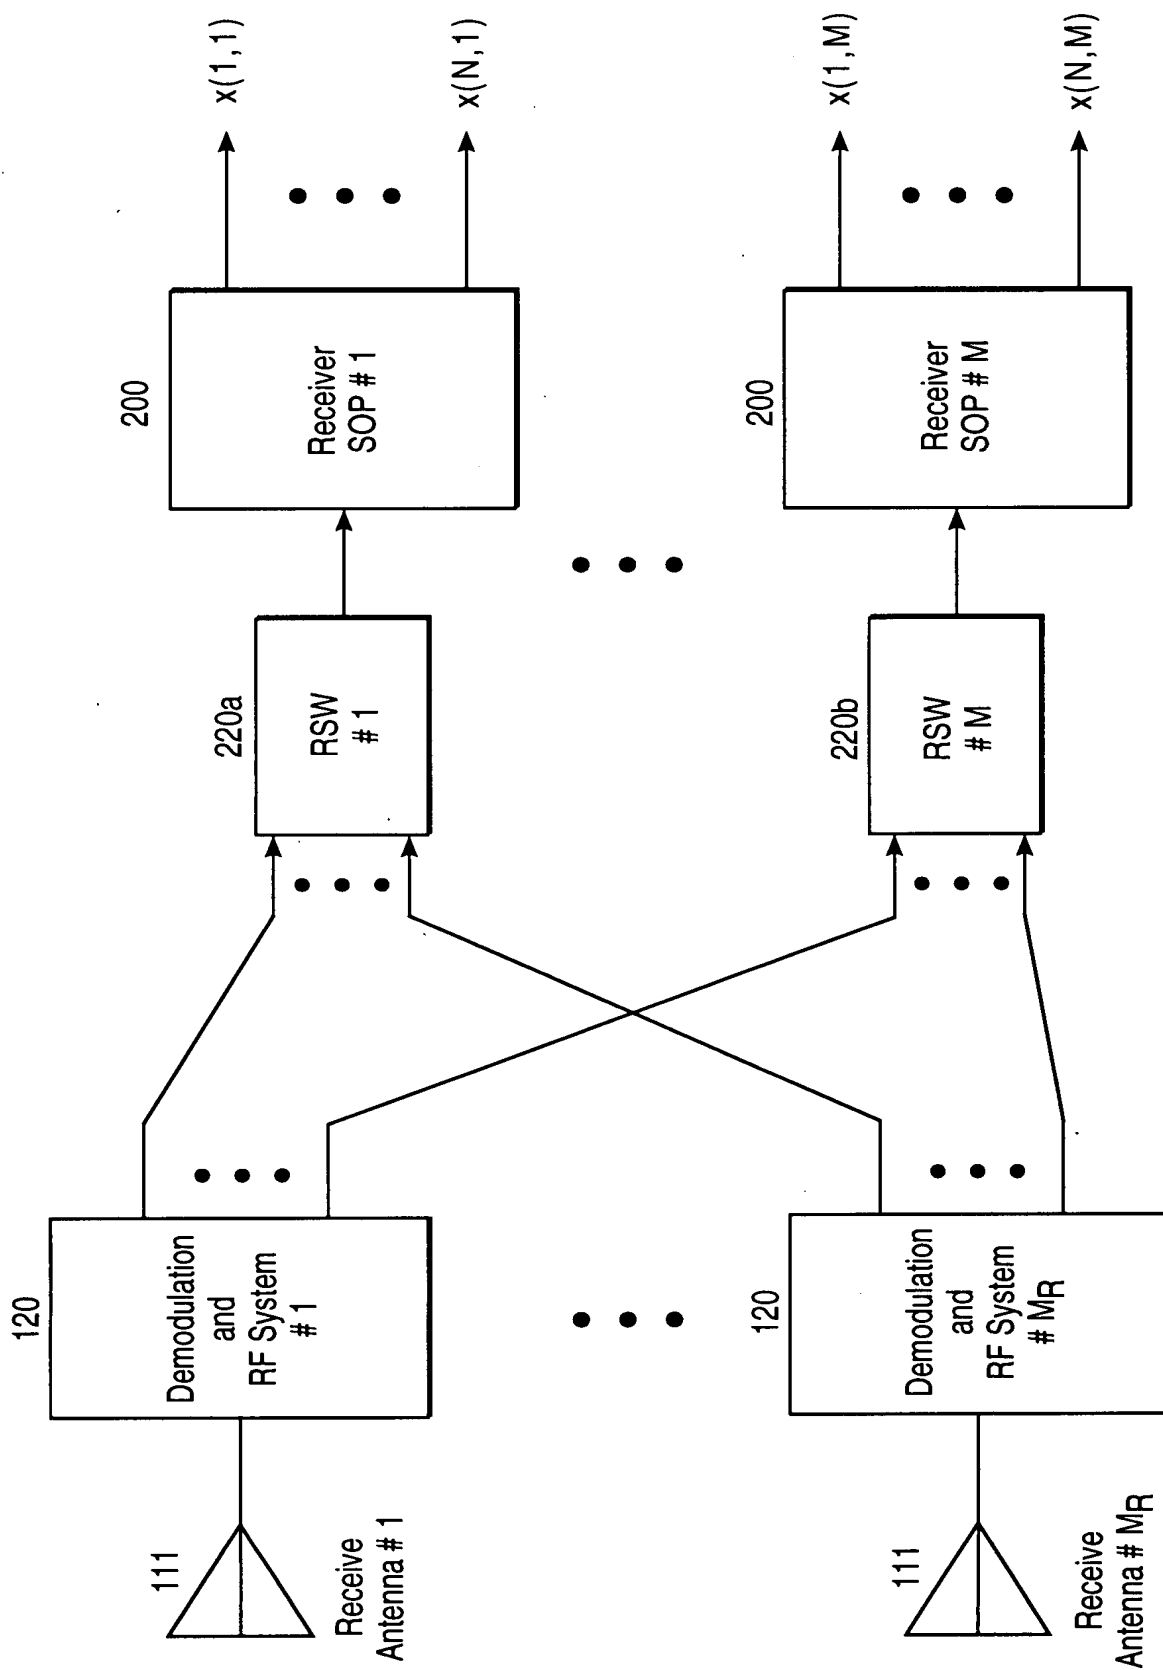 111
Receive
Antenna # 1
120
Demodulation
and
RF System
# 1
220a
RSW
# 1
200
Receiver
SOP # 1
x(1,1)
x(N,1)
111
Receive
Antenna # MR
120
Demodulation
and
RF System
# MR
220b
RSW
# M
200
Receiver
SOP # M
x(1,M)
x(N,M)